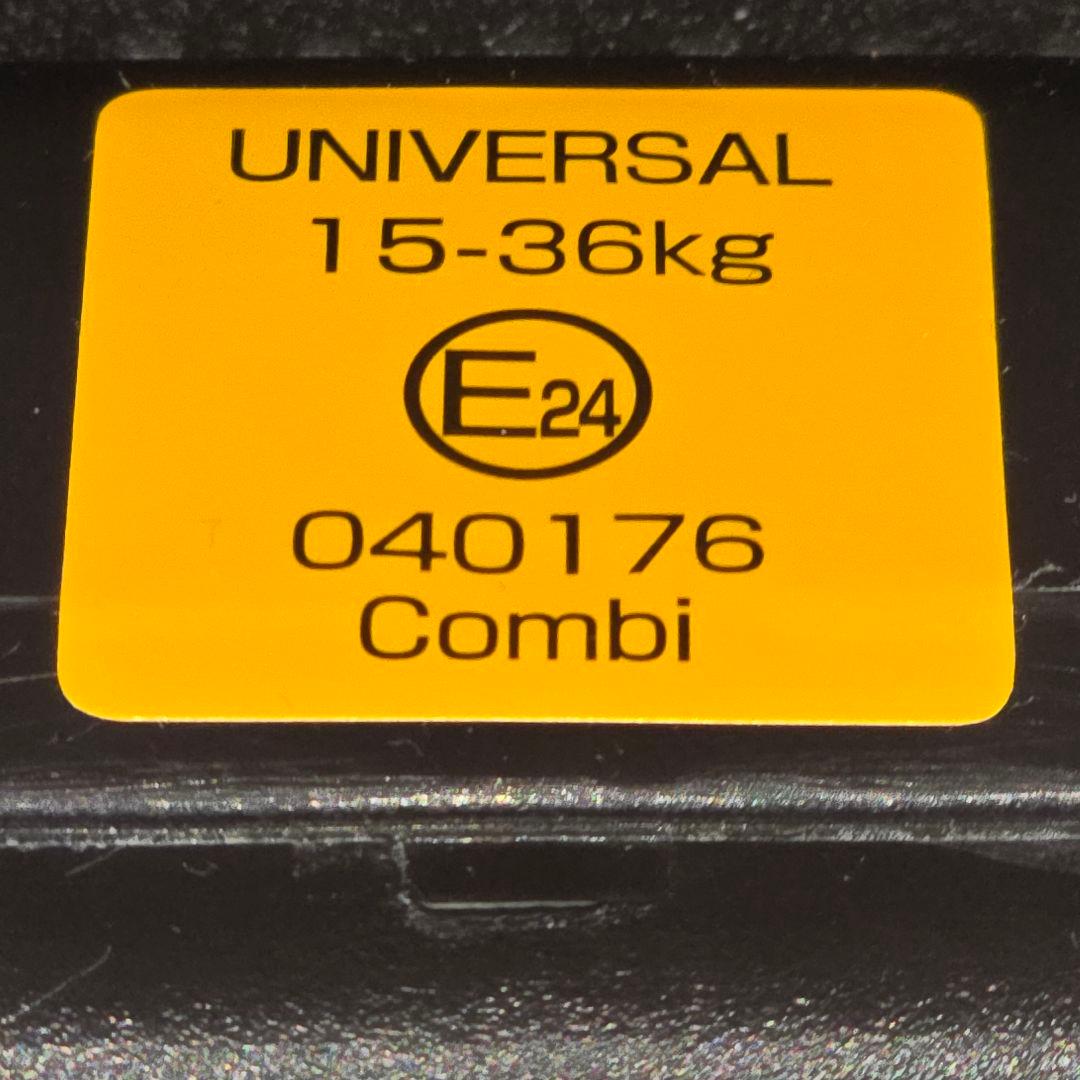 UNIVERSAL
15-36kg
E24
040176
Combi